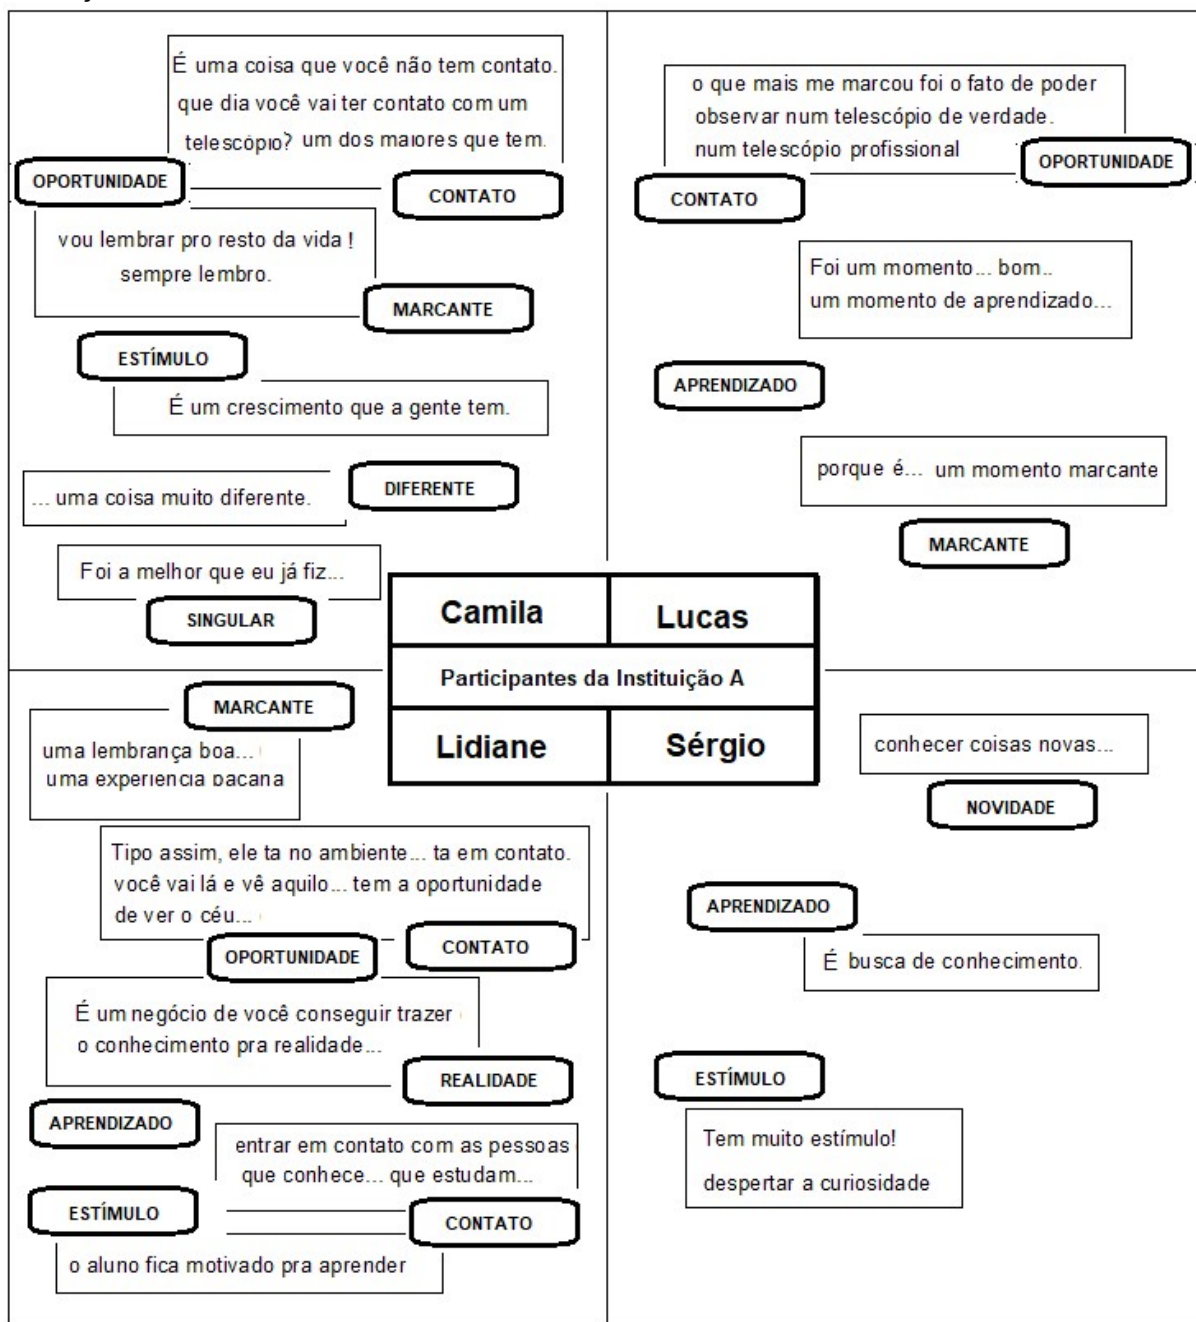 É uma coisa que você não tem contato.
que dia você vai ter contato com um
telescópio? um dos maiores que tem.
OPORTUNIDADE
CONTATO
vou lembrar pro resto da vida !
sempre lembro.
MARCANTE
ESTÍMULO
É um crescimento que a gente tem.
DIFERENTE
... uma coisa muito diferente.
Foi a melhor que eu já fiz...
SINGULAR
o que mais me marcou foi o fato de poder
observar num telescópio de verdade.
num telescópio profissional
OPORTUNIDADE
CONTATO
Foi um momento... bom..
um momento de aprendizado...
APRENDIZADO
porque é... um momento marcante
MARCANTE
Camila
Lucas
Participantes da Instituição A
Lidiane
Sérgio
MARCANTE
uma lembrança boa...
uma experiencia bacana
Tipo assim, ele ta no ambiente... ta em contato.
você vai lá e vê aquilo... tem a oportunidade
de ver o céu...
OPORTUNIDADE
CONTATO
É um negócio de você conseguir trazer
o conhecimento pra realidade...
REALIDADE
APRENDIZADO
entrar em contato com as pessoas
que conhece... que estudam...
ESTÍMULO
CONTATO
o aluno fica motivado pra aprender
conhecer coisas novas...
NOVIDADE
APRENDIZADO
É busca de conhecimento.
ESTÍMULO
Tem muito estímulo!
despertar a curiosidade